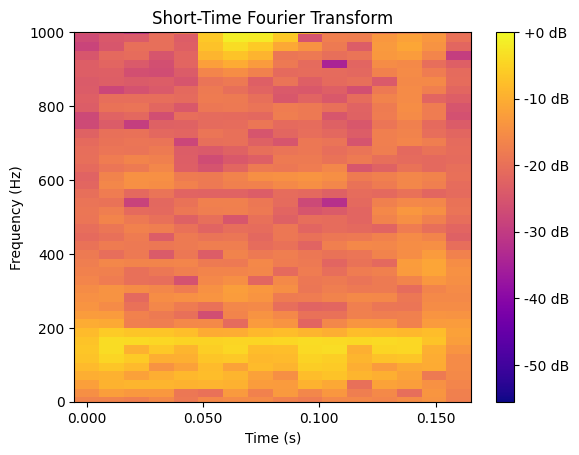 Short-Time Fourier Transform
1000
800
600
400
200
0
Frequency (Hz)
0.000
0.050
0.100
0.150
Time (s)
+0 dB
-10 dB
-20 dB
-30 dB
-40 dB
-50 dB